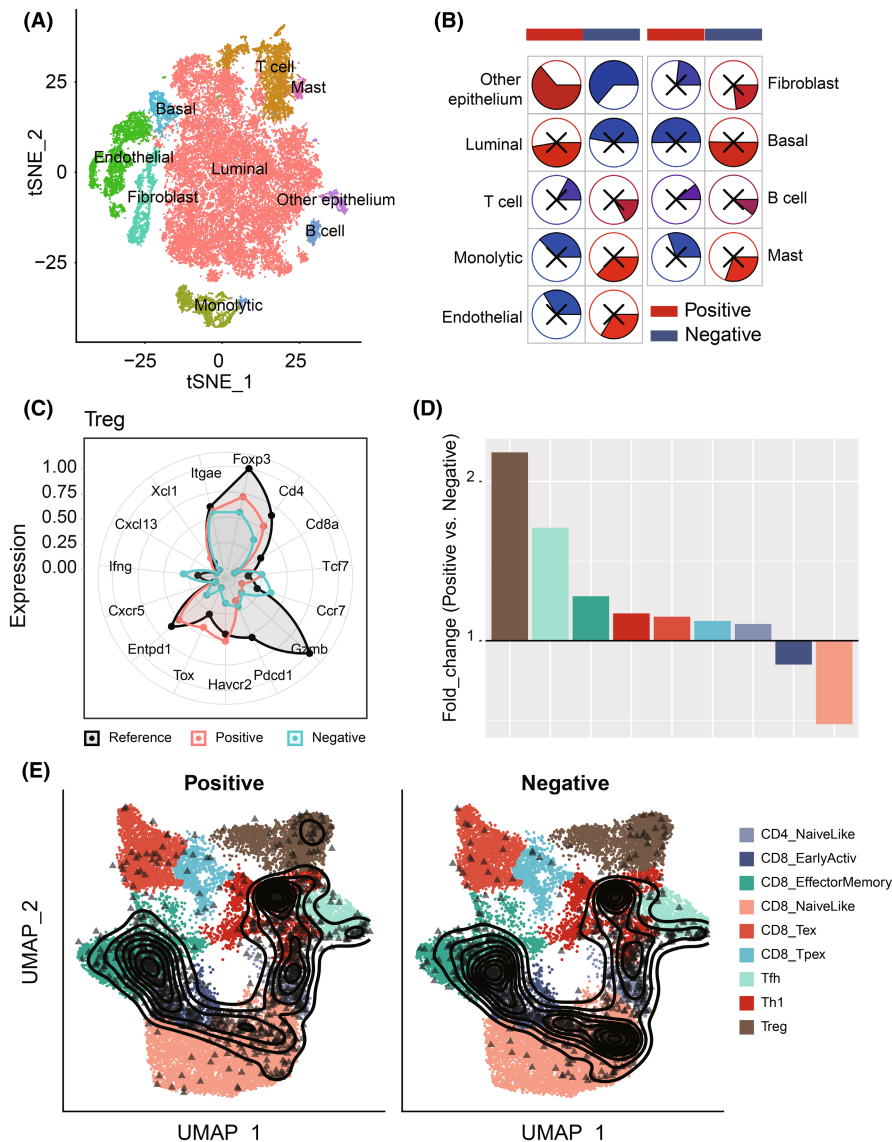 (A)
tSNE_2
25
0
−25
T cell
Mast
Basal
Endothelial
Luminal
Fibroblast
Other epithelium
B cell
Monolytic
−25
0
25
tSNE_1
(B)
Other
epithelium
Fibroblast
Luminal
Basal
T cell
B cell
Monolytic
Mast
Endothelial
Positive
Negative
(C)
Treg
Expression
1.00
0.75
0.50
0.25
0.00
Foxp3
Itgae
Cd4
Xcl1
Cd8a
Cxcl13
Tcf7
Ifng
Ccr7
Cxcr5
Gzmb
Entpd1
Pdcd1
Tox
Havcr2
Reference
Positive
Negative
(D)
Fold_change (Positive vs. Negative)
2
1
(E)
Positive
Negative
UMAP_2
UMAP_1
UMAP_1
CD4_NaiveLike
CD8_EarlyActiv
CD8_EffectorMemory
CD8_NaiveLike
CD8_Tex
CD8_Tpex
Tfh
Th1
Treg